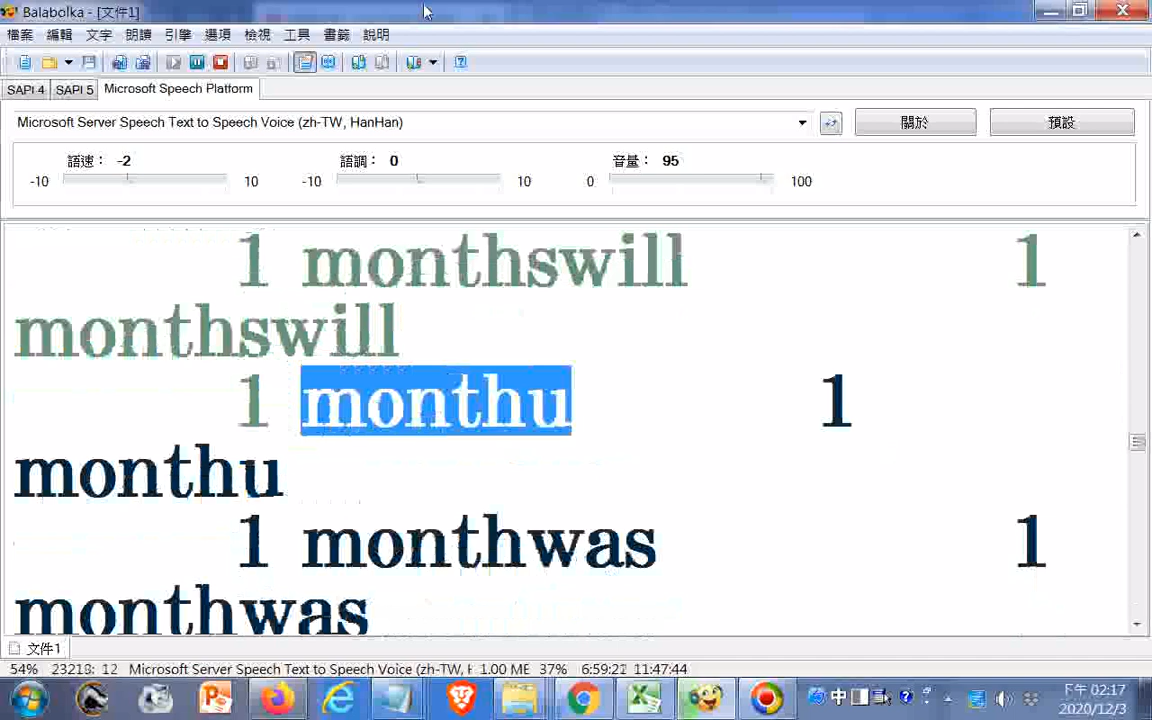 Balabolka - [文件1]
檔案 編輯 文字 朗讀 引擎 選項 檢視 工具 書籤 說明
SAPI 4 SAPI 5 Microsoft Speech Platform
Microsoft Server Speech Text to Speech Voice (zh-TW, HanHan) 關於 預設
語速： -2 語調： 0 音量： 95
-10 10 -10 10 0 100
1 monthswill 1
monthswill
1 monthu 1
monthu
1 monthwas 1
monthwas
文件1
54% 23218: 12 Microsoft Server Speech Text to Speech Voice (zh-TW, 1.00 ME 37% 6:59:21 11:47:44
中 下午 02:17
2020/12/3